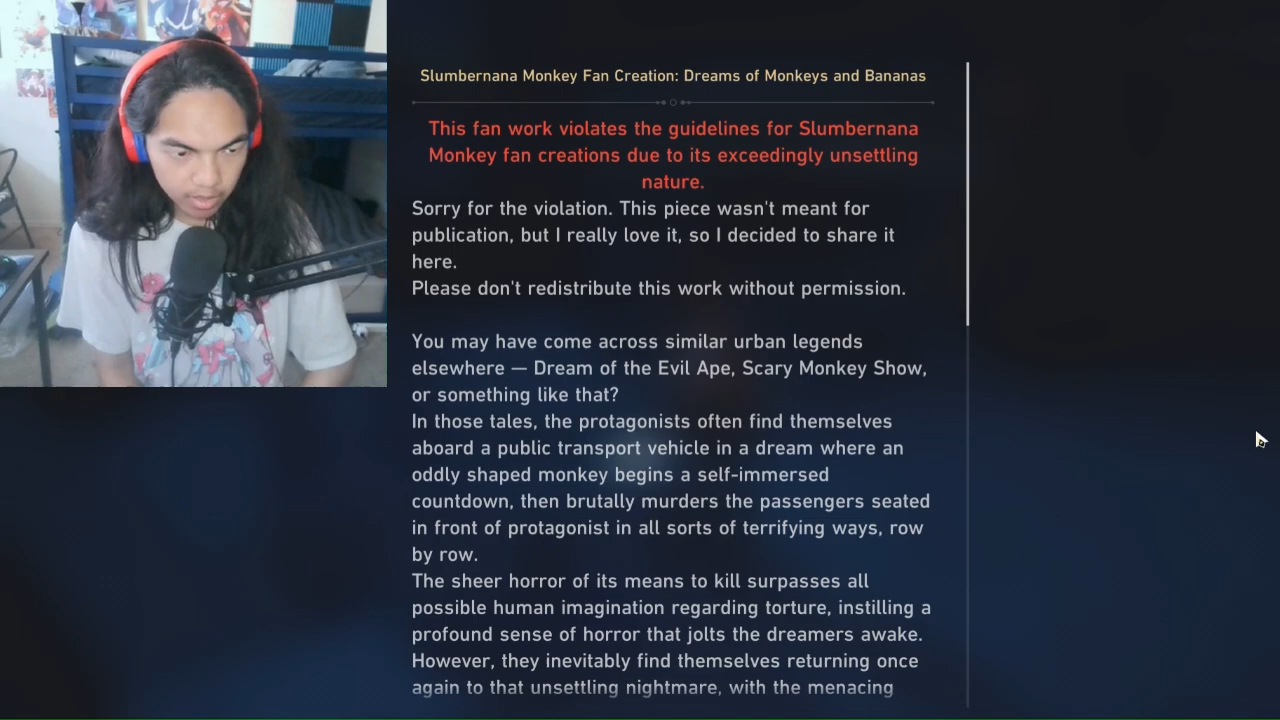 Slumbernana Monkey Fan Creation: Dreams of Monkeys and Bananas
This fan work violates the guidelines for Slumbernana
Monkey fan creations due to its exceedingly unsettling
nature.
Sorry for the violation. This piece wasn't meant for
publication, but I really love it, so I decided to share it
here.
Please don't redistribute this work without permission.
You may have come across similar urban legends
elsewhere — Dream of the Evil Ape, Scary Monkey Show,
or something like that?
In those tales, the protagonists often find themselves
aboard a public transport vehicle in a dream where an
oddly shaped monkey begins a self-immersed
countdown, then brutally murders the passengers seated
in front of protagonist in all sorts of terrifying ways, row
by row.
The sheer horror of its means to kill surpasses all
possible human imagination regarding torture, instilling a
profound sense of horror that jolts the dreamers awake.
However, they inevitably find themselves returning once
again to that unsettling nightmare, with the menacing